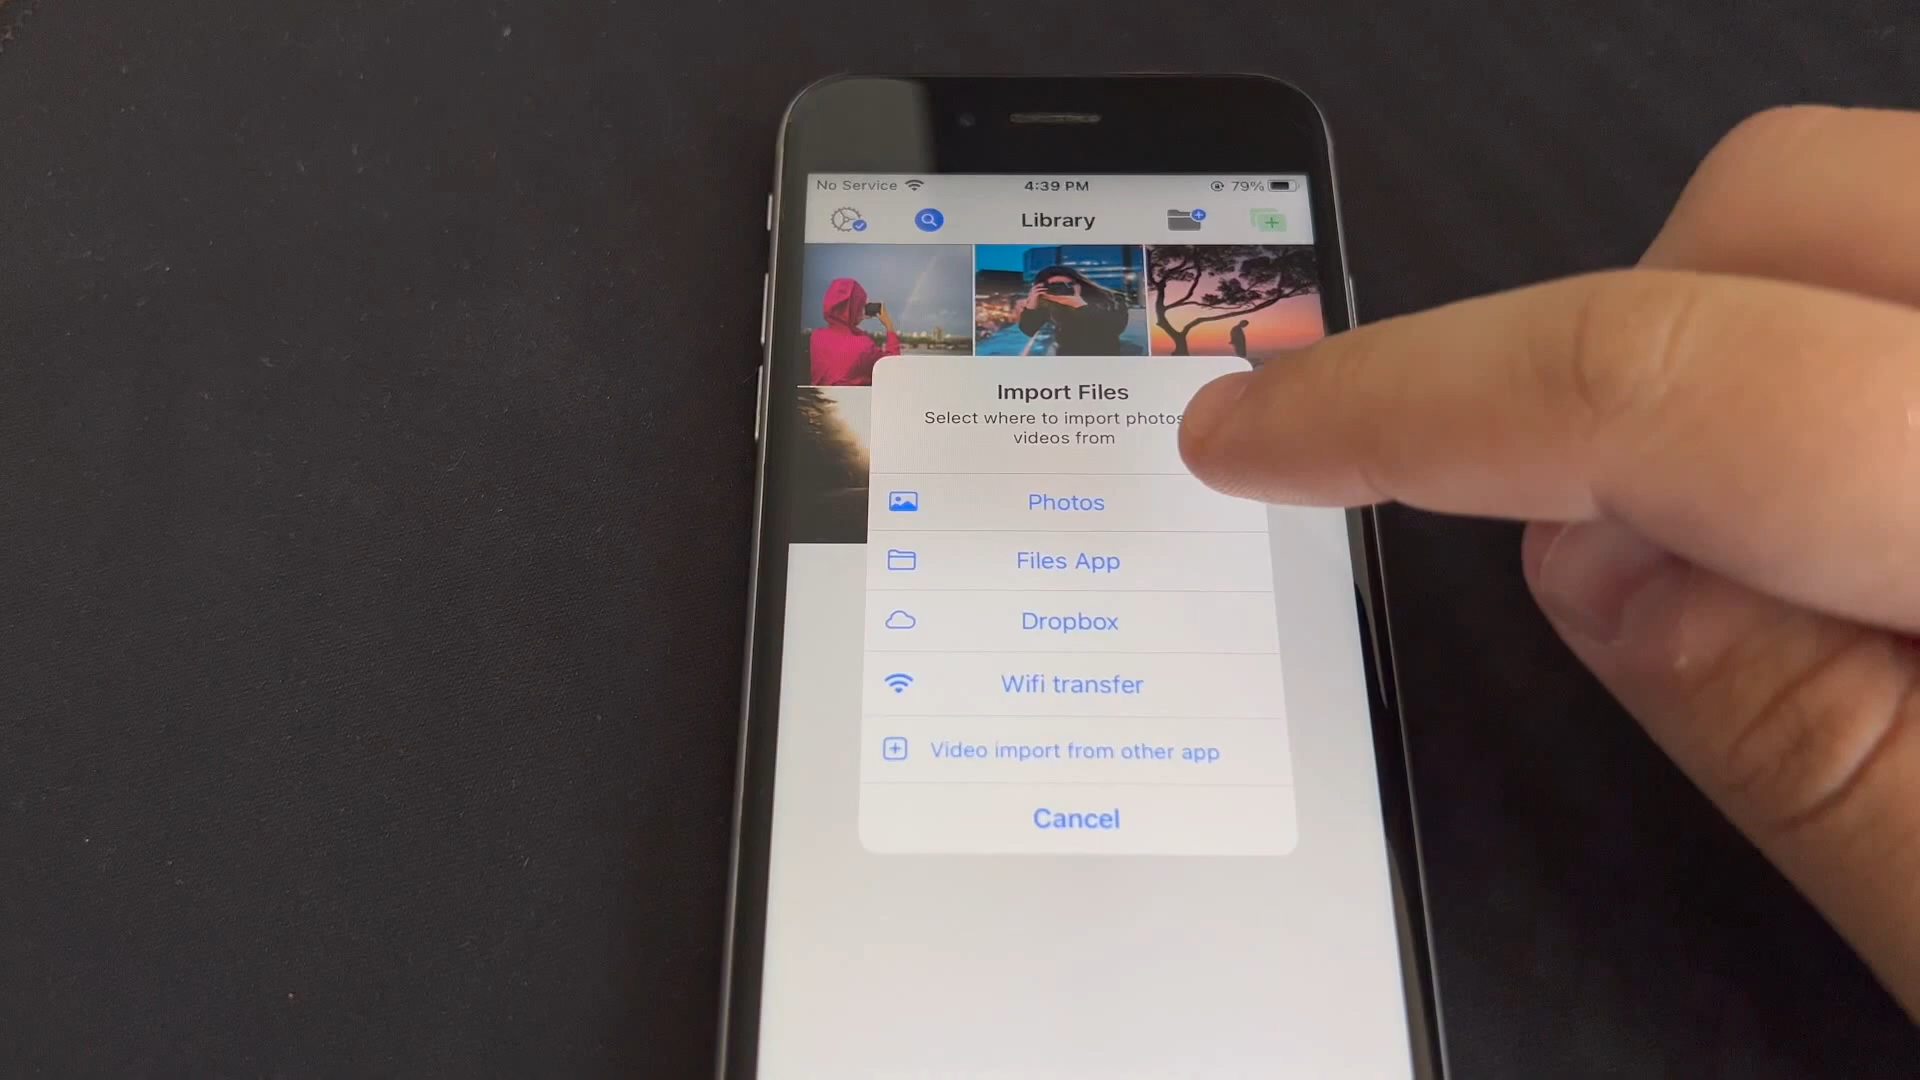 No Service
4:39 PM
79%
Library
Import Files
Select where to import photos
videos from
Photos
Files App
Dropbox
Wifi transfer
Video import from other app
Cancel